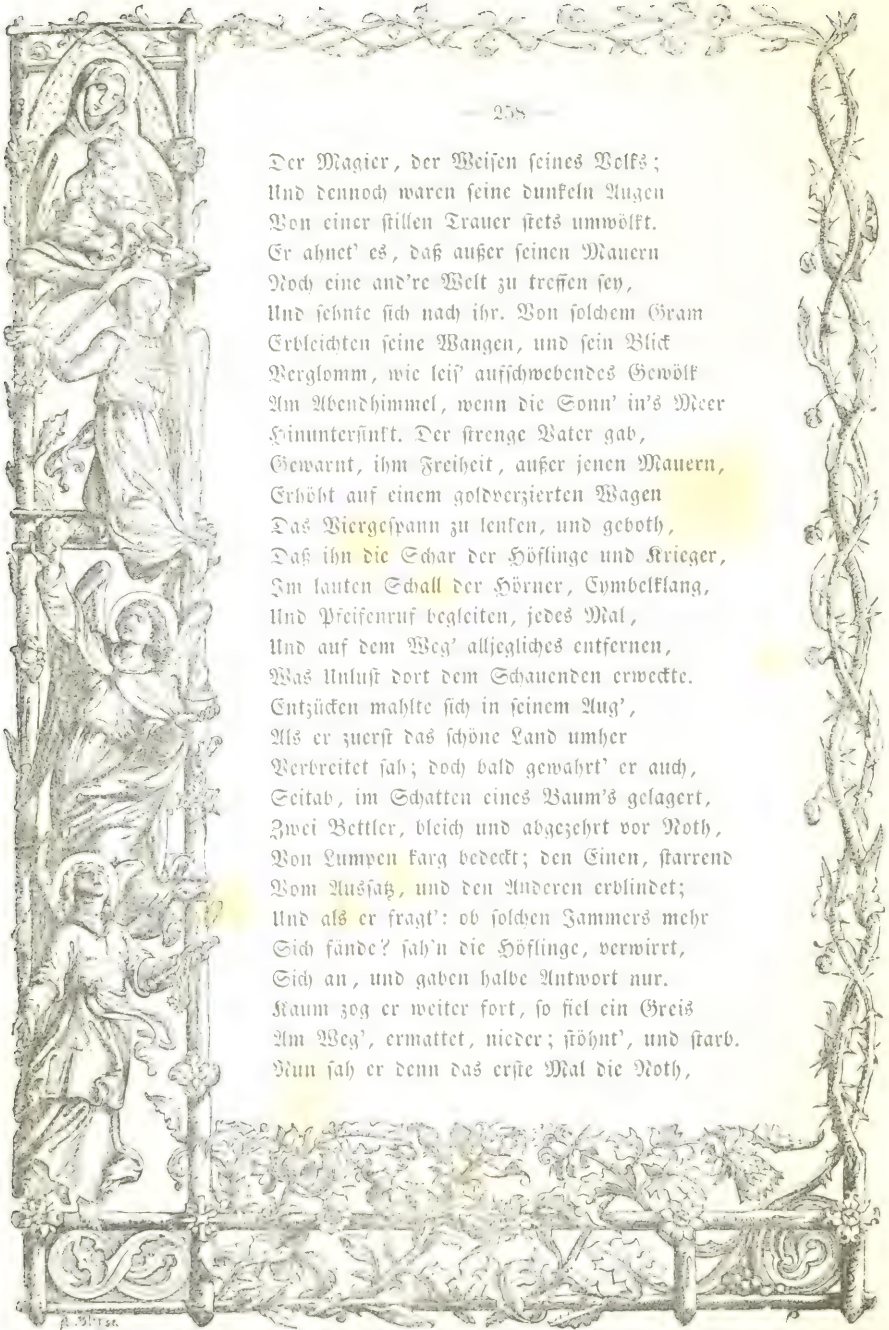 — 258 —
Der Magier, der Weisen seines Volks;
Und dennoch waren seine dunkeln Augen
Von einer stillen Trauer stets umwölkt.
Er ahnet' es, daß außer seinen Mauern
Noch eine and're Welt zu treffen sey,
Und sehnte sich nach ihr. Von solchem Gram
Erbleichten seine Wangen, und sein Blick
Verglomm, wie leis' aufschwebendes Gewölk
Am Abendhimmel, wenn die Sonn' in's Meer
Hinuntersinkt. Der strenge Vater gab,
Gewarnt, ihm Freiheit, außer jenen Mauern,
Erhöht auf einem goldverzierten Wagen
Das Viergespann zu lenken, und geboth,
Daß ihn die Schar der Höflinge und Krieger,
Im lauten Schall der Hörner, Cymbelklang,
Und Pfeifenruf begleiten, jedes Mal,
Und auf dem Weg' alljegliches entfernen,
Was Unlust dort dem Schauenden erweckte.
Entzücken mahlte sich in seinem Aug',
Als er zuerst das schöne Land umher
Verbreitet sah; doch bald gewahrt' er auch,
Seitab, im Schatten eines Baum's gelagert,
Zwei Bettler, bleich und abgezehrt vor Noth,
Von Lumpen karg bedeckt; den Einen, starrend
Vom Aussatz, und den Anderen erblindet;
Und als er fragt': ob solchen Jammers mehr
Sich fände? sah'n die Höflinge, verwirrt,
Sich an, und gaben halbe Antwort nur.
Kaum zog er weiter fort, so fiel ein Greis
Am Weg', ermattet, nieder; stöhnt', und starb.
Nun sah er denn das erste Mal die Noth,